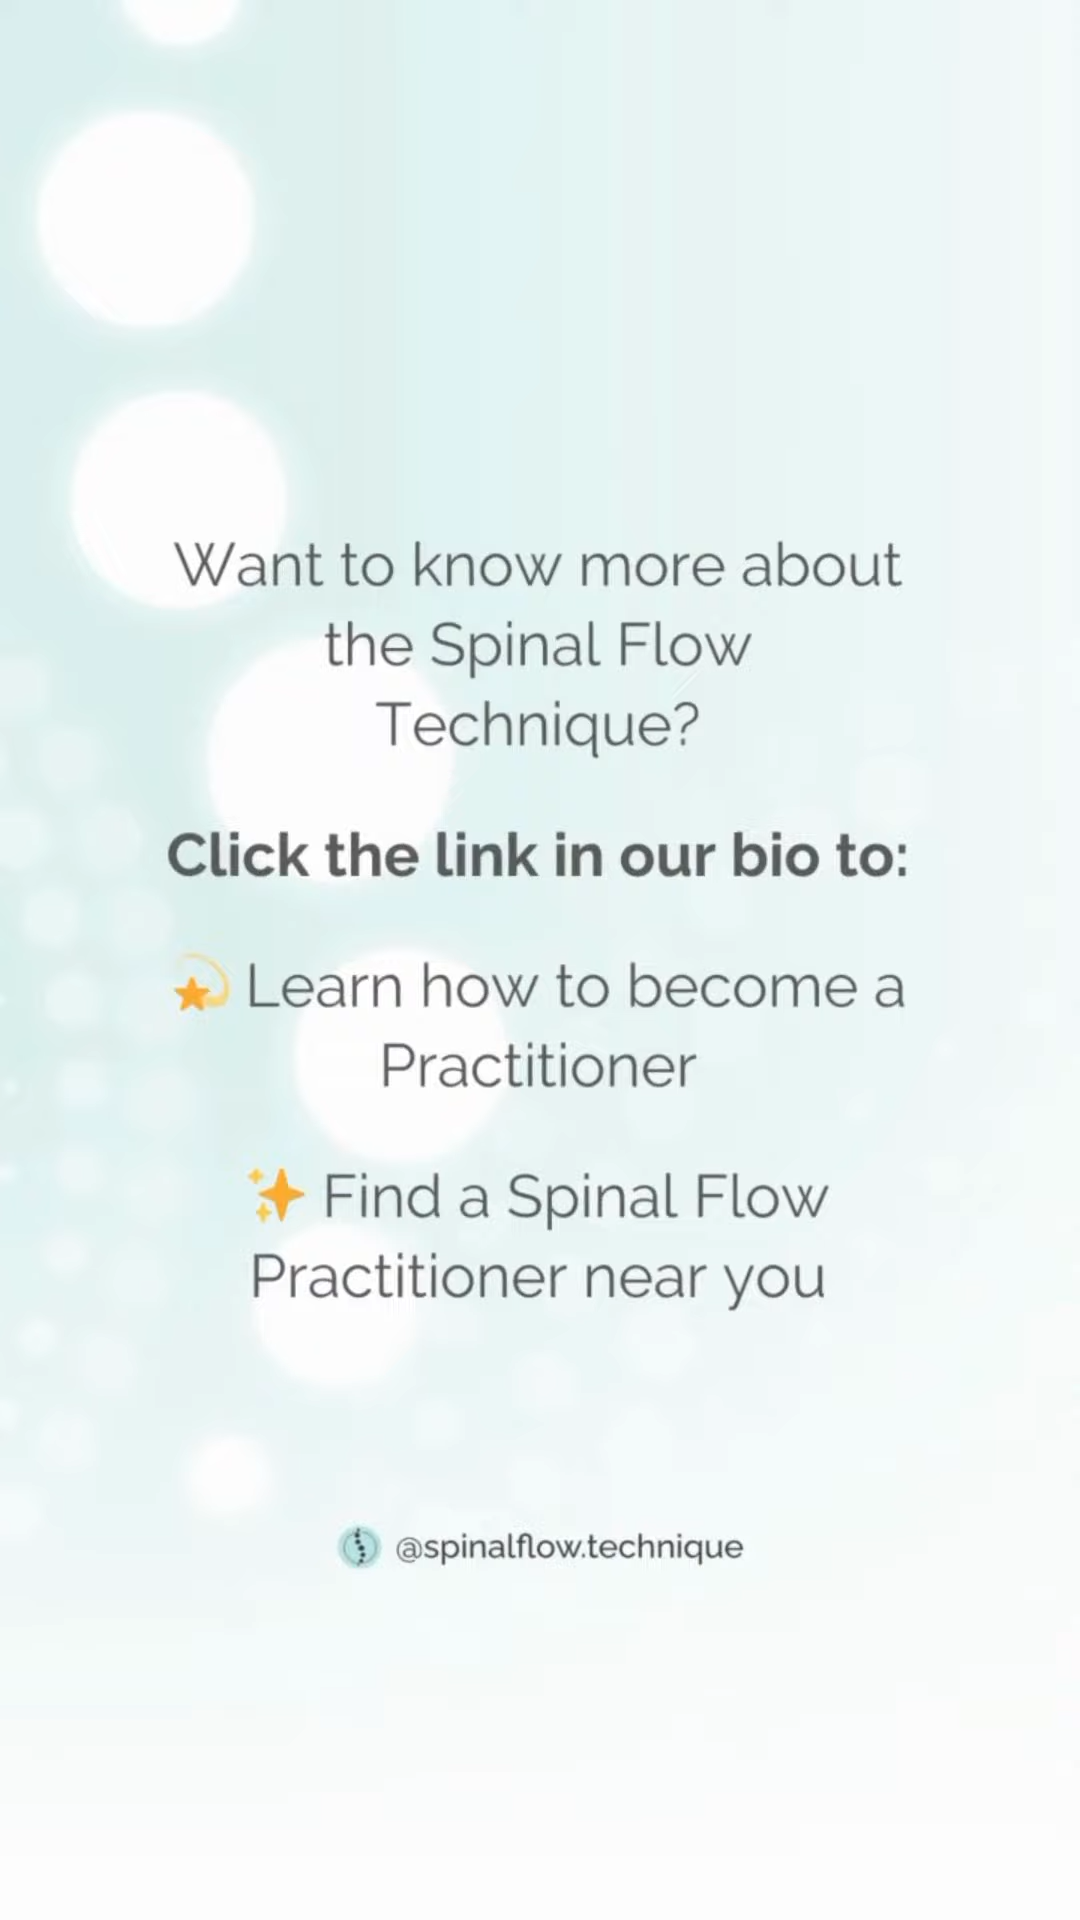 Want to know more about
the Spinal Flow
Technique?
Click the link in our bio to:
💫 Learn how to become a
Practitioner
✨ Find a Spinal Flow
Practitioner near you
@spinalflow.technique